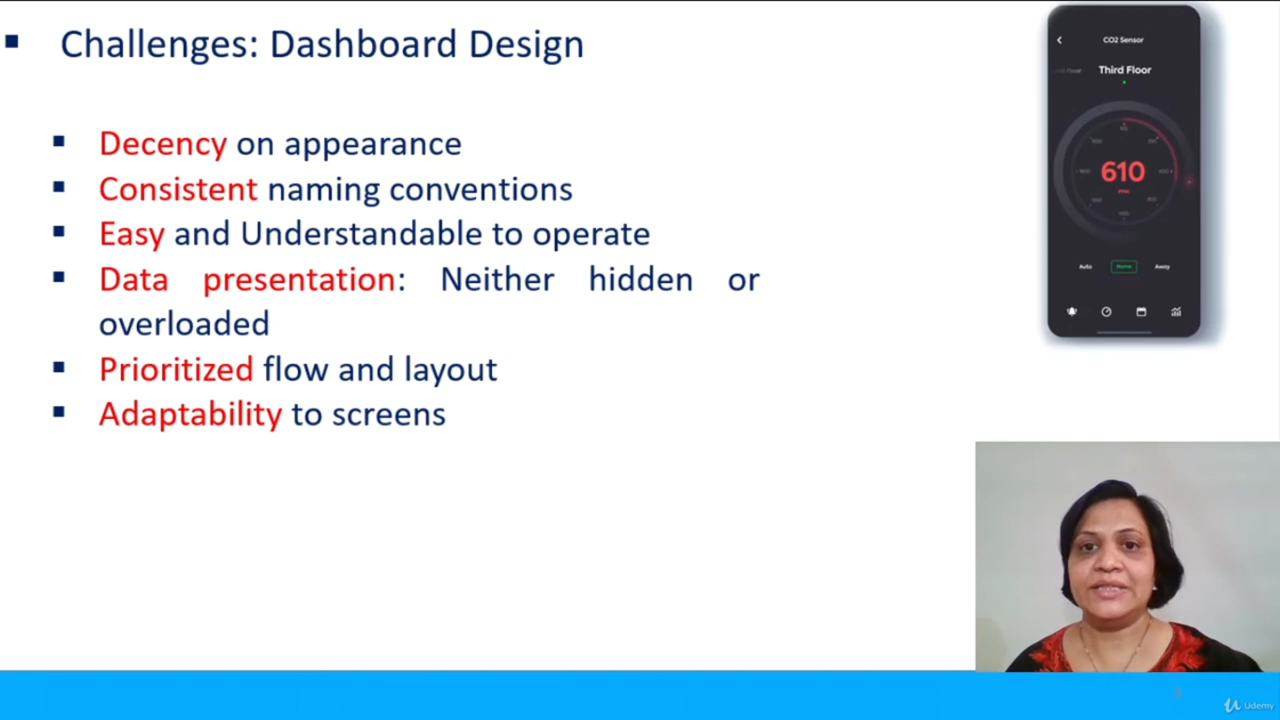 Challenges: Dashboard Design
Decency on appearance
Consistent naming conventions
Easy and Understandable to operate
Data presentation: Neither hidden or
overloaded
Prioritized flow and layout
Adaptability to screens
CO2 Sensor
Third Floor
610
PPM
Auto Home Away
Udemy